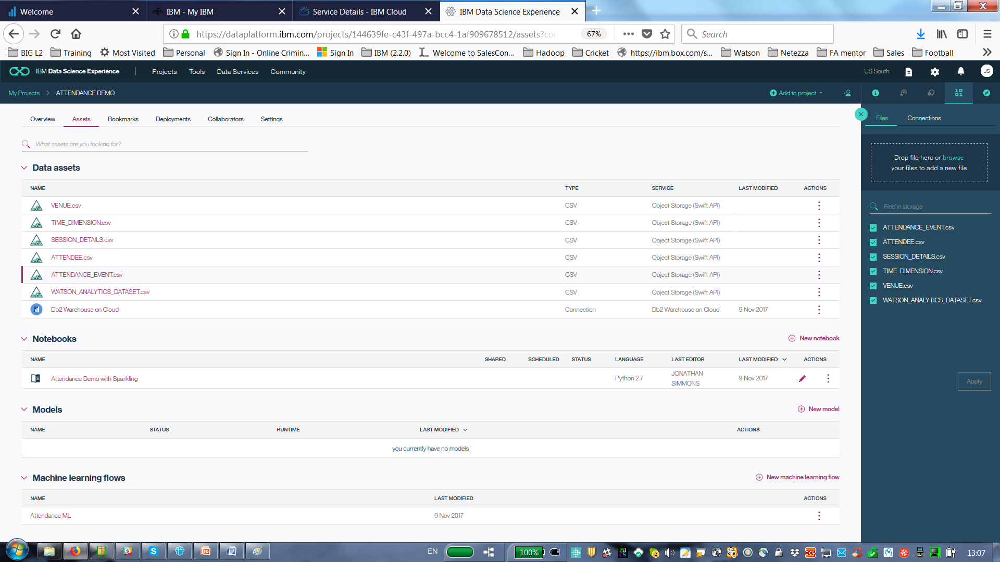 Welcome
IBM - My IBM
Service Details - IBM Cloud
IBM Data Science Experience
https://dataplatform.ibm.com/projects/144639fe-c43f-497a-bcc4-1af909678512/assets?con
67%
Search
BIG L2
Training
Most Visited
Personal
Sign In - Online Crimin...
Sign In
IBM (2.2.0)
Welcome to SalesCon...
Hadoop
Cricket
https://ibm.box.com/s...
Watson
Netezza
FA mentor
Sales
Football
IBM Data Science Experience
Projects
Tools
Data Services
Community
US South
JS
My Projects
ATTENDANCE DEMO
Add to project
Overview
Assets
Bookmarks
Deployments
Collaborators
Settings
What assets are you looking for?
Data assets
NAME TYPE SERVICE LAST MODIFIED ACTIONS
VENUE.csv CSV Object Storage (Swift API)
TIME_DIMENSION.csv CSV Object Storage (Swift API)
SESSION_DETAILS.csv CSV Object Storage (Swift API)
ATTENDEE.csv CSV Object Storage (Swift API)
ATTENDANCE_EVENT.csv CSV Object Storage (Swift API)
WATSON_ANALYTICS_DATASET.csv CSV Object Storage (Swift API)
Db2 Warehouse on Cloud Connection Db2 Warehouse on Cloud 9 Nov 2017
Notebooks
New notebook
NAME SHARED SCHEDULED STATUS LANGUAGE LAST EDITOR LAST MODIFIED ACTIONS
Attendance Demo with Sparkling Python 2.7 JONATHAN SIMMONS 9 Nov 2017
Models
New model
NAME STATUS RUNTIME LAST MODIFIED ACTIONS
you currently have no models
Machine learning flows
New machine learning flow
NAME LAST MODIFIED ACTIONS
Attendance ML 9 Nov 2017
Files
Connections
Drop file here or browse
your files to add a new file
Find in storage
ATTENDANCE_EVENT.csv
ATTENDEE.csv
SESSION_DETAILS.csv
TIME_DIMENSION.csv
VENUE.csv
WATSON_ANALYTICS_DATASET.csv
Apply
EN
100%
13:07